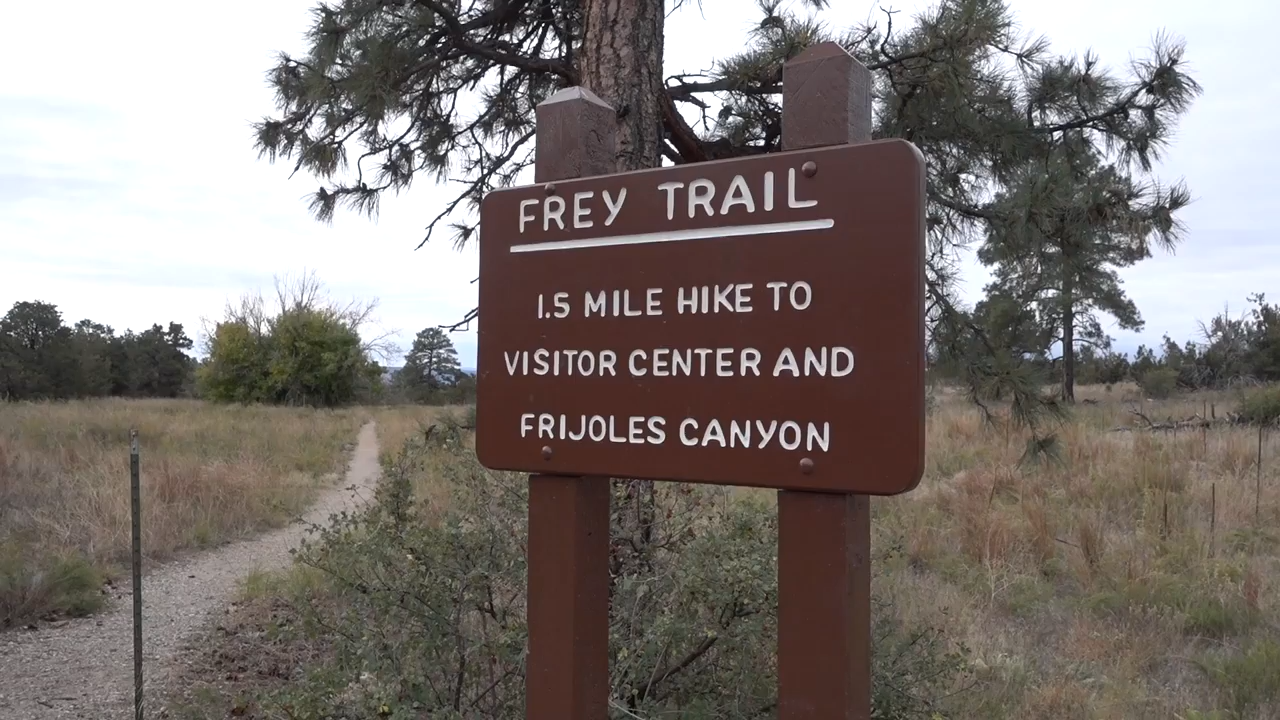 FREY TRAIL
1.5 MILE HIKE TO
VISITOR CENTER AND
FRIJOLES CANYON